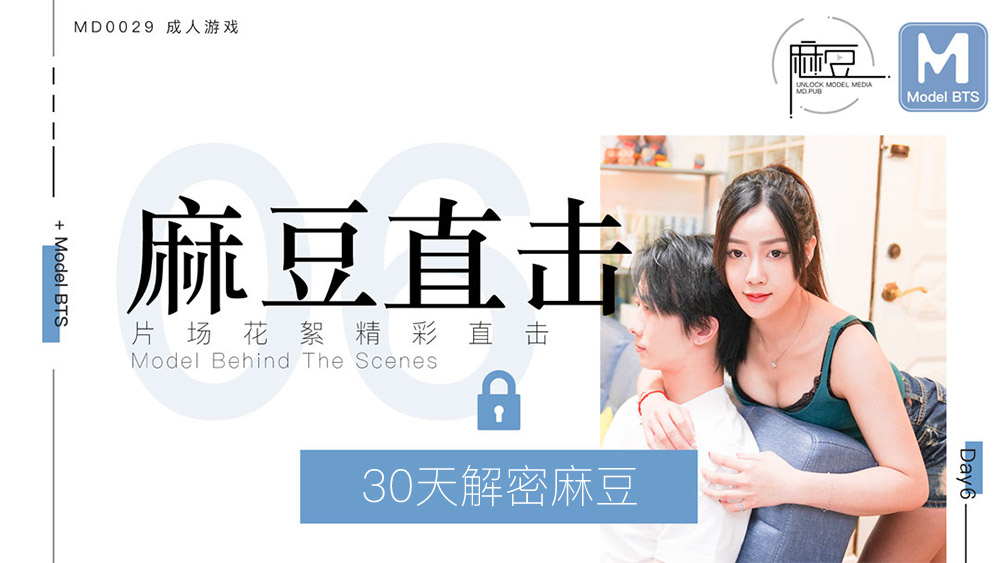 MD0029 成人游戏
麻豆
UNLOCK MODEL MEDIA
MD.PUB
M
Model BTS
+ Model BTS
06
麻豆直击
片场花絮精彩直击
Model Behind The Scenes
30天解密麻豆
Day6